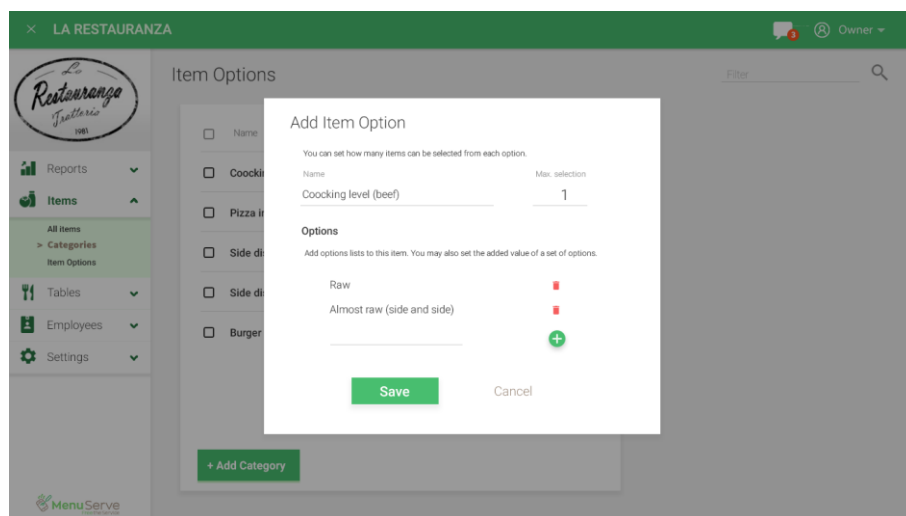 × LA RESTAURANZA
3
Owner
La
Restauranza
Trattoria
1981
Item Options
Filter
Name
Reports
Items
All items
> Categories
Item Options
Tables
Employees
Settings
Coocki
Pizza i
Side di
Side di
Burger
Add Item Option
You can set how many items can be selected from each option.
Name Max. selection
Coocking level (beef) 1
Options
Add options lists to this item. You may also set the added value of a set of options.
Raw
Almost raw (side and side)
Save Cancel
+ Add Category
MenuServe